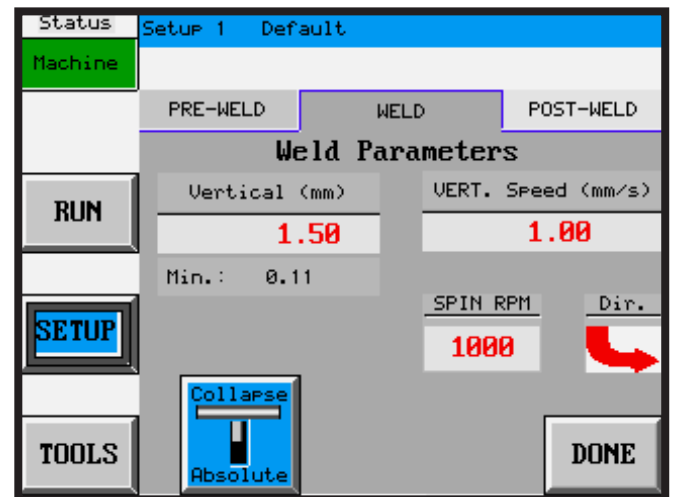 Status
Setup 1 Default
Machine
PRE-WELD WELD POST-WELD
Weld Parameters
Vertical (mm) VERT. Speed (mm/s)
RUN
1.50 1.00
Min.: 0.11
SPIN RPM Dir.
SETUP
1000
Collapse
TOOLS
DONE
Absolute